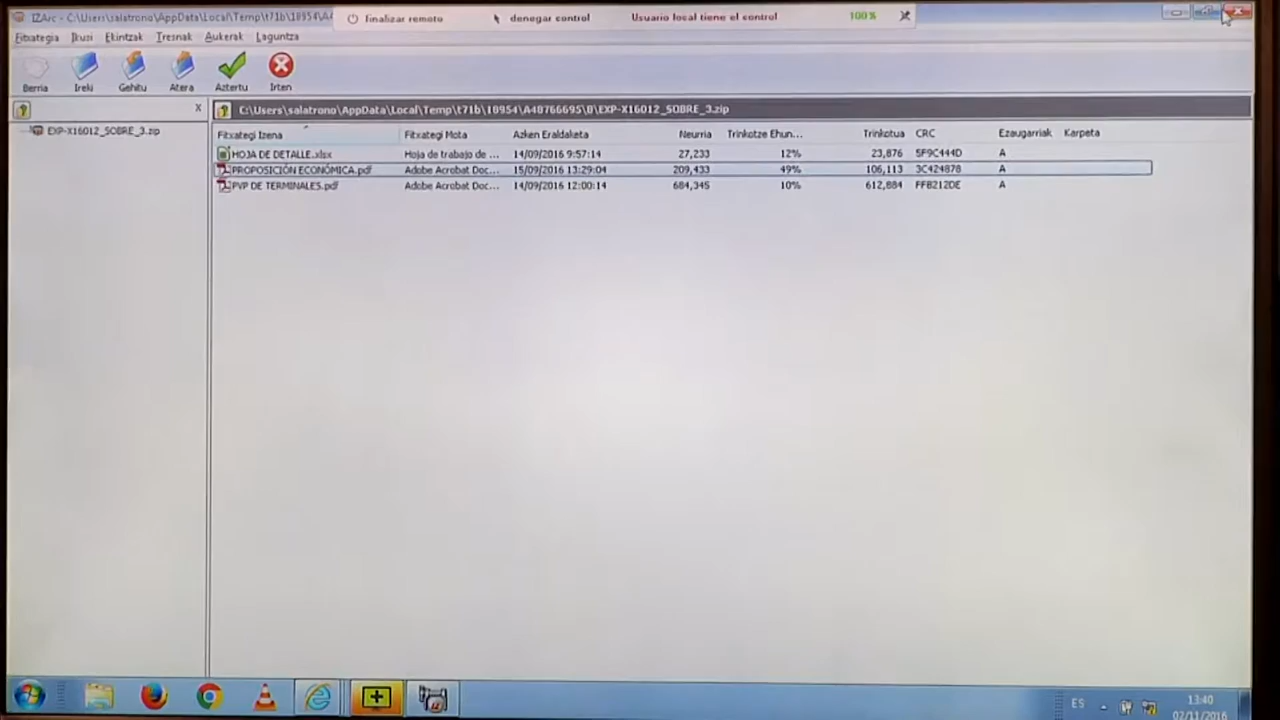 IZArc - C:\Users\salatrono\AppData\Local\Temp\t71b\18954\A4
finalizar remoto
denegar control
Usuario local tiene el control
100%
Fitxategia Ikuzi Ekintzak Tresnak Aukerak Laguntza
Berria Ireki Gehitu Atera Aztertu Irten
C:\Users\salatrono\AppData\Local\Temp\t71b\18954\A48766695\8\EXP-X16012_SOBRE_3.zip
EXP-X16012_SOBRE_3.zip
Fitxategi Izena Fitxategi Mota Azken Eraldaketa Neurria Trinkotze Ehun... Trinkotua CRC Ezaugarriak Karpeta
HOJA DE DETALLE.xlsx Hoja de trabajo de ... 14/09/2016 9:57:14 27,233 12% 23,876 5F9C444D A
PROPOSICIÓN ECONÓMICA.pdf Adobe Acrobat Doc... 15/09/2016 13:29:04 209,433 49% 106,113 3C424878 A
PVP DE TERMINALES.pdf Adobe Acrobat Doc... 14/09/2016 12:00:14 684,345 10% 612,884 FF8212DE A
ES
13:40
02/11/2016